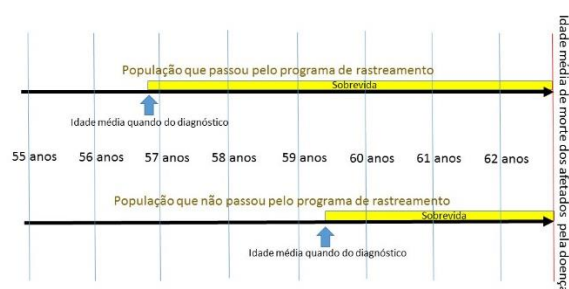 População que passou pelo programa de rastreamento
Sobrevida
Idade média quando do diagnóstico
55 anos 56 anos 57 anos 58 anos 59 anos 60 anos 61 anos 62 anos
População que não passou pelo programa de rastreamento
Sobrevida
Idade média quando do diagnóstico
Idade média de morte dos afetados pela doença